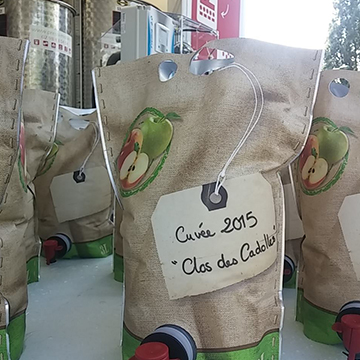 Cuvée 2015
"Clos des Cadolles"